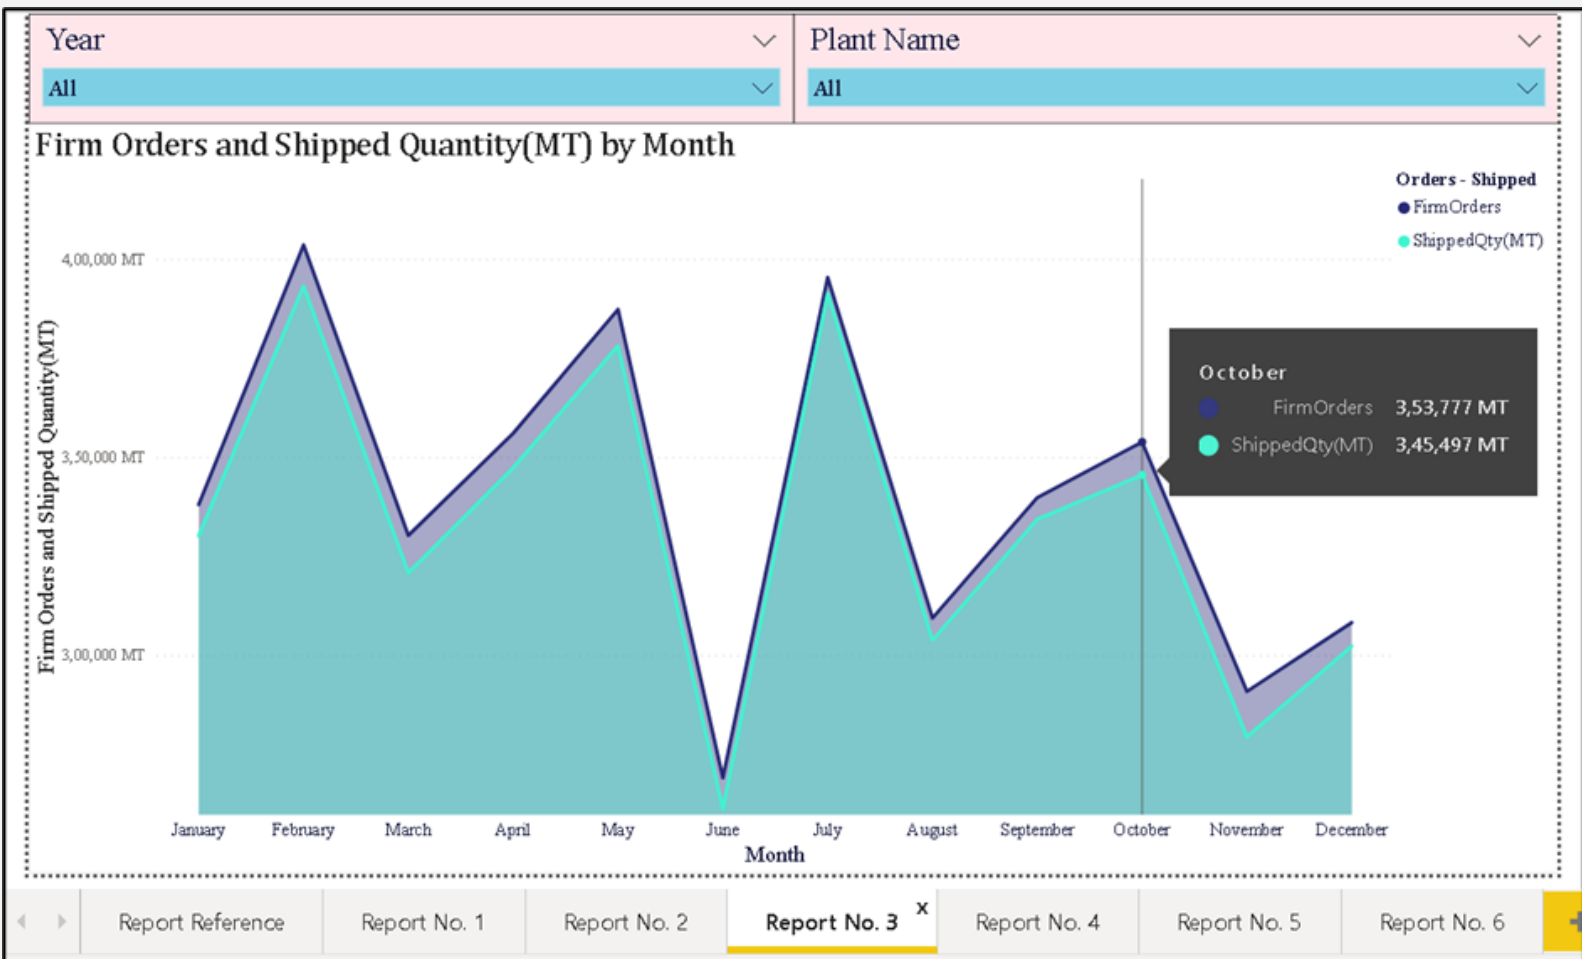 Year
All
Plant Name
All
Firm Orders and Shipped Quantity(MT) by Month
Orders - Shipped
FirmOrders
ShippedQty(MT)
Firm Orders and Shipped Quantity(MT)
4,00,000 MT
3,50,000 MT
3,00,000 MT
October
FirmOrders 3,53,777 MT
ShippedQty(MT) 3,45,497 MT
January February March April May June July August September October November December
Month
Report Reference Report No. 1 Report No. 2 Report No. 3 x Report No. 4 Report No. 5 Report No. 6 +